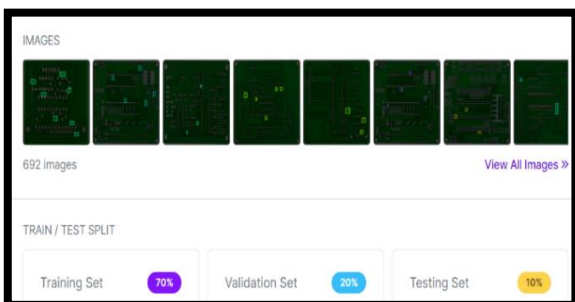 IMAGES
692 images
View All Images »
TRAIN / TEST SPLIT
Training Set 70%
Validation Set 20%
Testing Set 10%